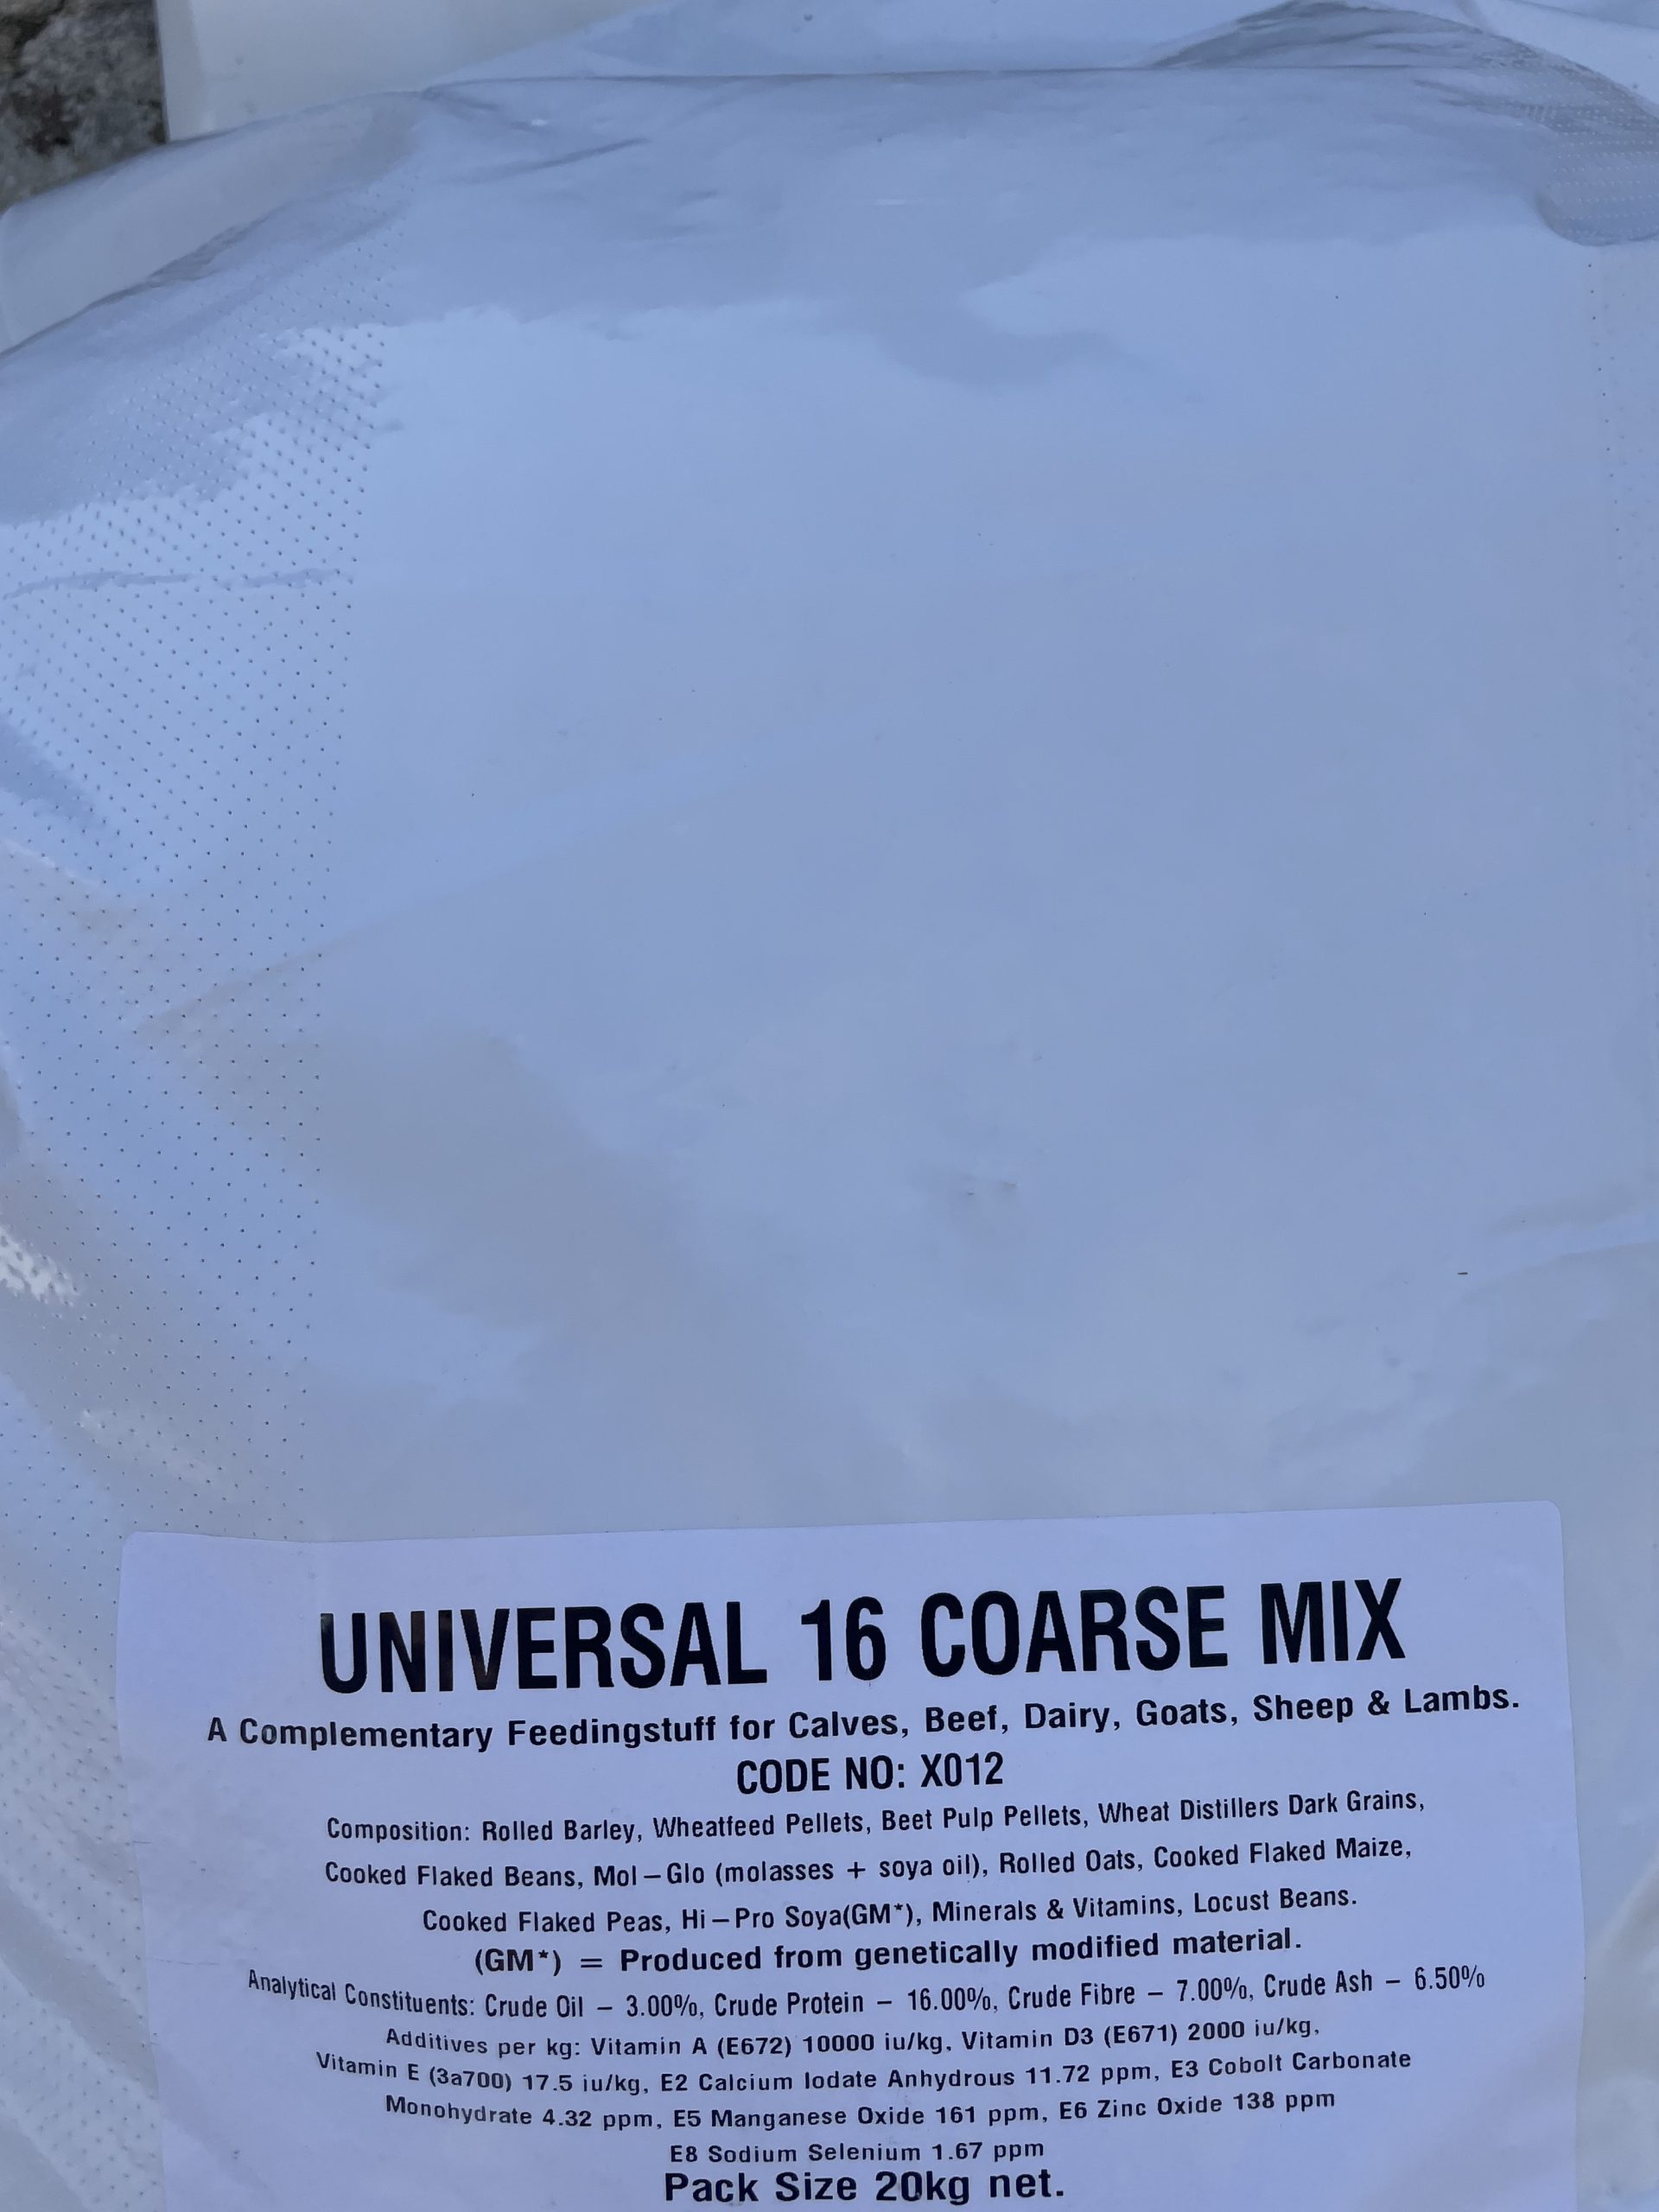 UNIVERSAL 16 COARSE MIX
A Complementary Feedingstuff for Calves, Beef, Dairy, Goats, Sheep & Lambs.
CODE NO: X012
Composition: Rolled Barley, Wheatfeed Pellets, Beet Pulp Pellets, Wheat Distillers Dark Grains,
Cooked Flaked Beans, Mol – Glo (molasses + soya oil), Rolled Oats, Cooked Flaked Maize,
Cooked Flaked Peas, Hi – Pro Soya(GM*), Minerals & Vitamins, Locust Beans.
(GM*) = Produced from genetically modified material.
Analytical Constituents: Crude Oil – 3.00%, Crude Protein – 16.00%, Crude Fibre – 7.00%, Crude Ash – 6.50%
Additives per kg: Vitamin A (E672) 10000 iu/kg, Vitamin D3 (E671) 2000 iu/kg,
Vitamin E (3a700) 17.5 iu/kg, E2 Calcium Iodate Anhydrous 11.72 ppm, E3 Cobolt Carbonate
Monohydrate 4.32 ppm, E5 Manganese Oxide 161 ppm, E6 Zinc Oxide 138 ppm
E8 Sodium Selenium 1.67 ppm
Pack Size 20kg net.